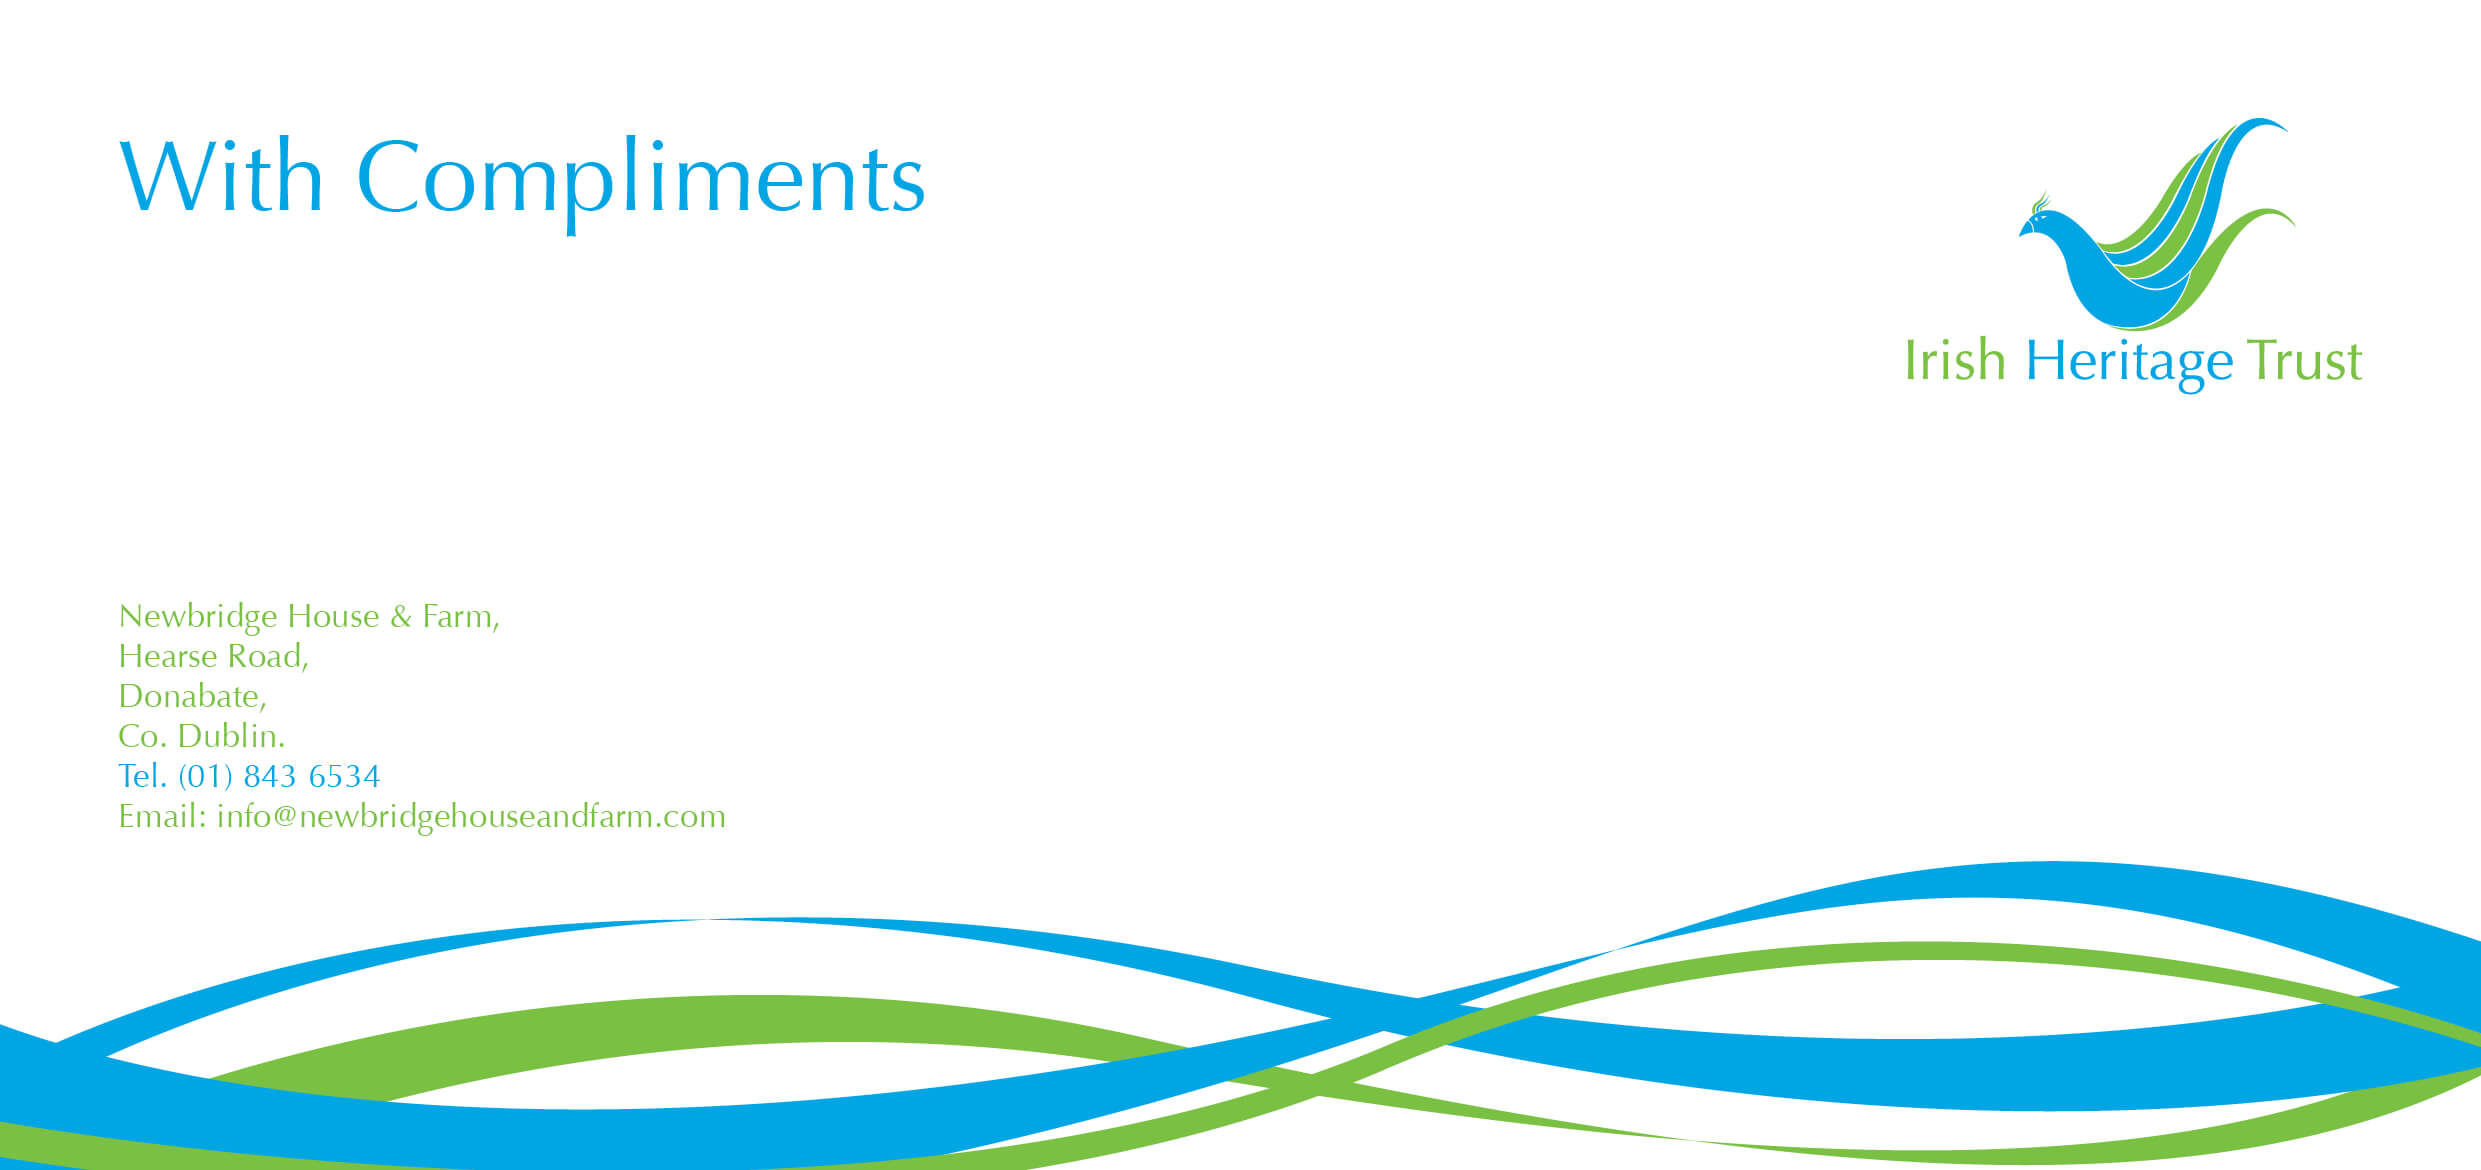 With Compliments
Irish Heritage Trust
Newbridge House & Farm,
Hearse Road,
Donabate,
Co. Dublin.
Tel. (01) 843 6534
Email: info@newbridgehouseandfarm.com